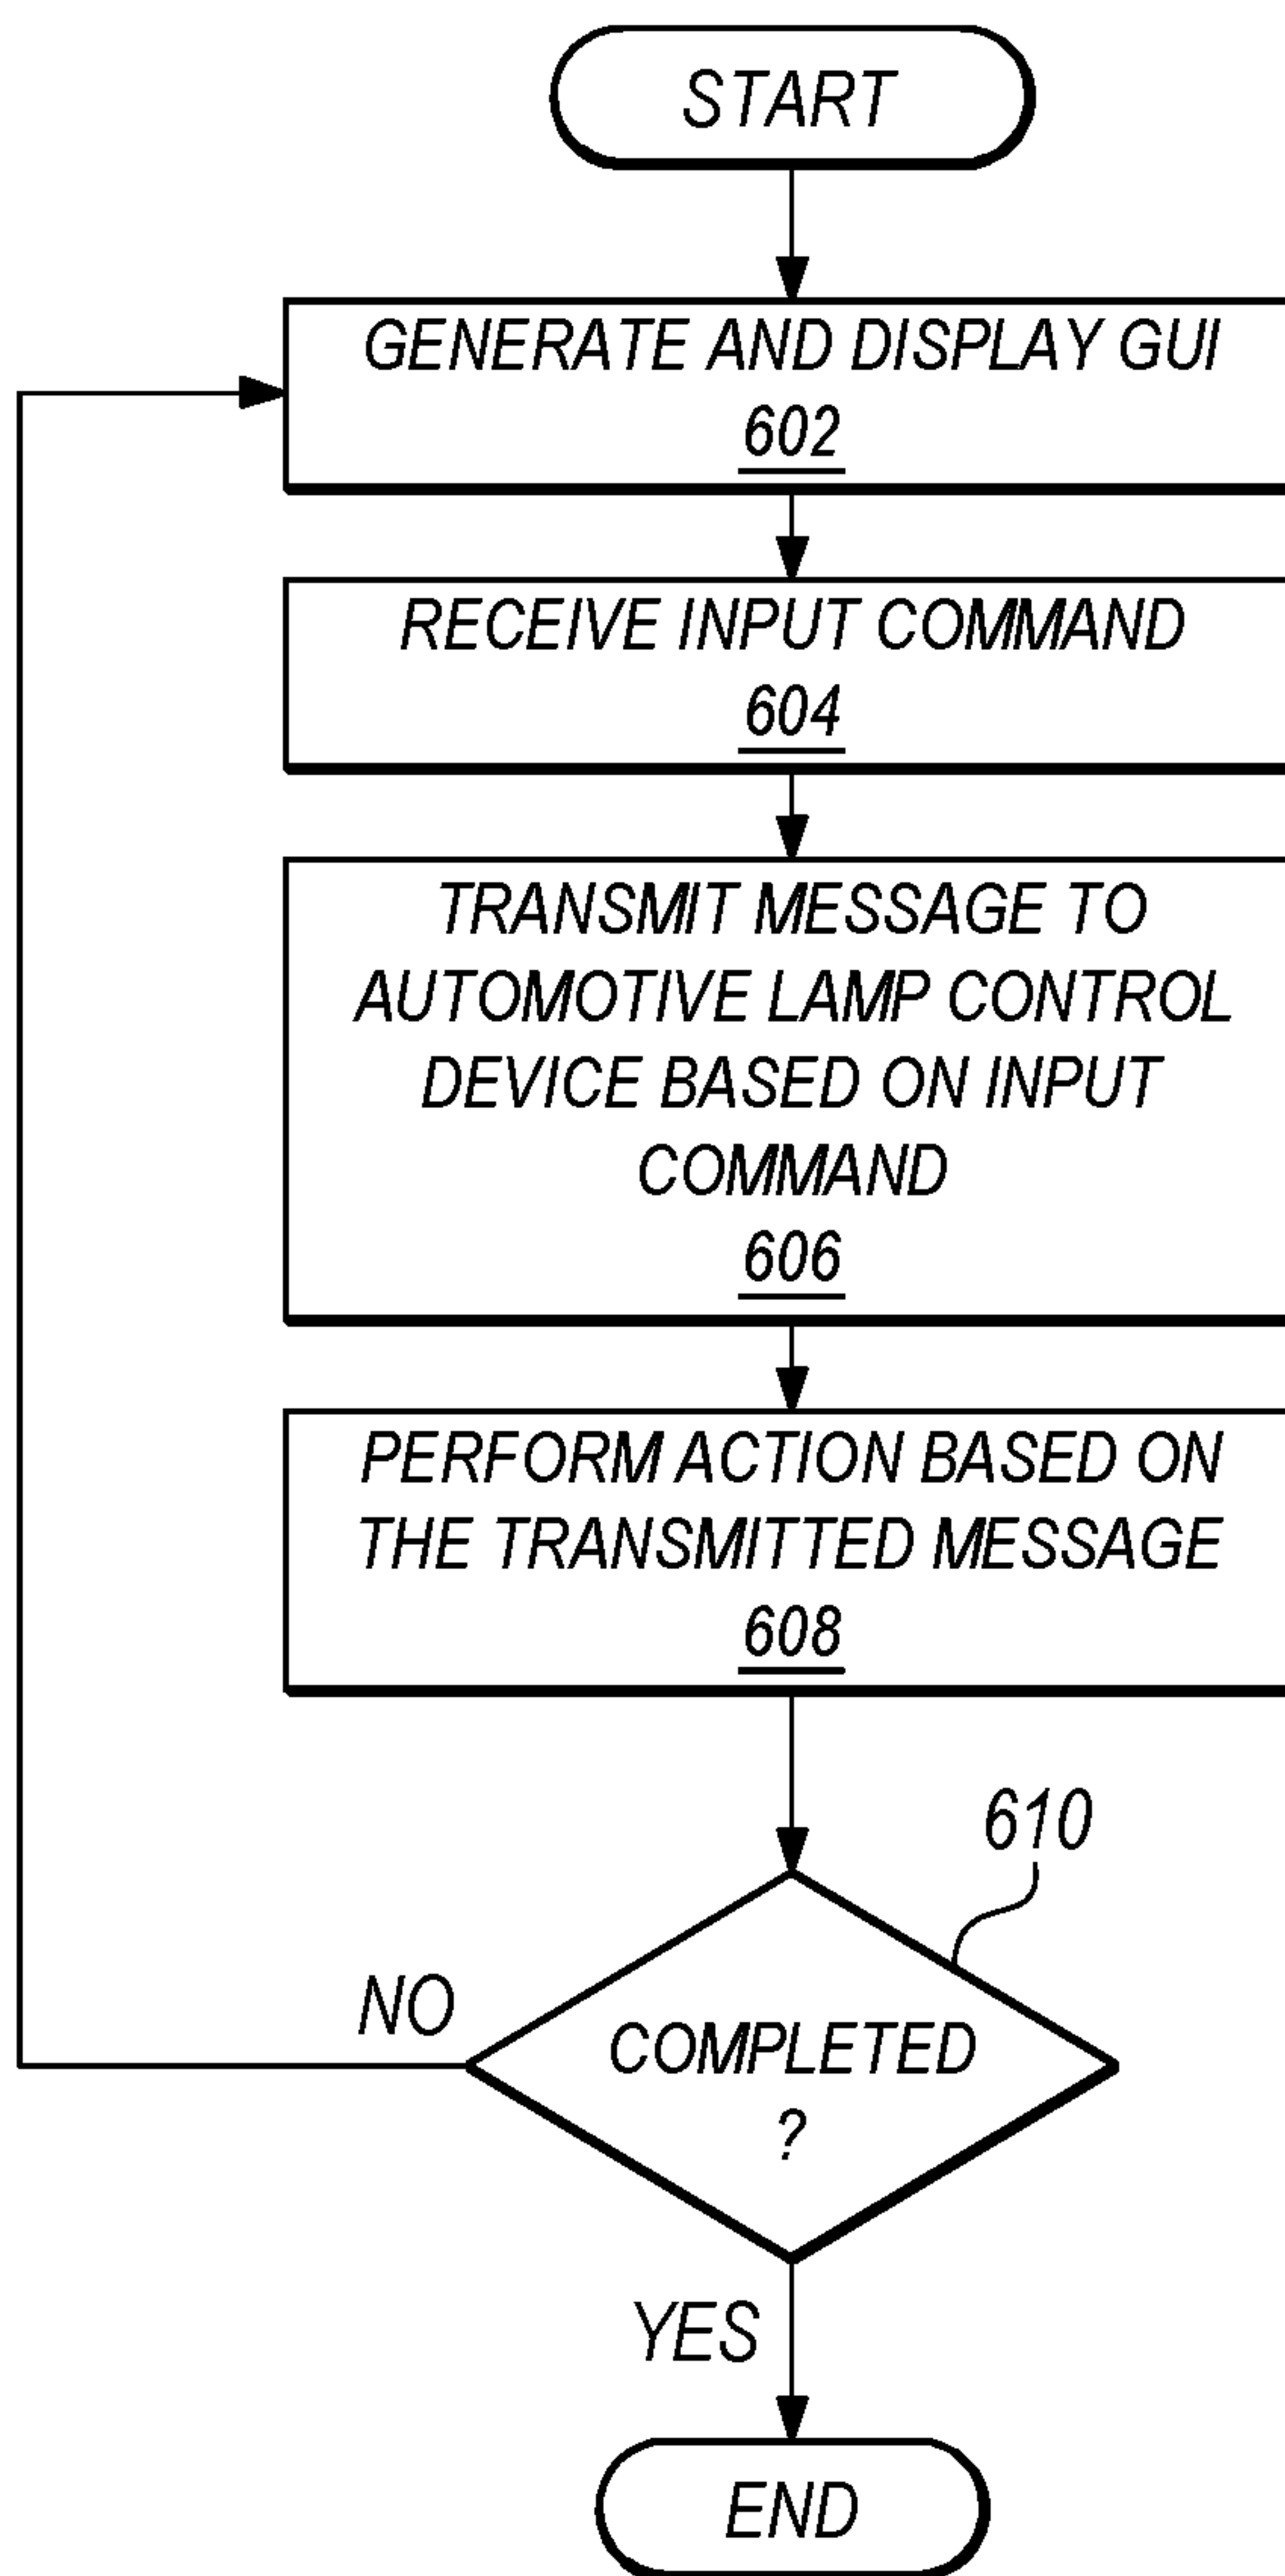 START
GENERATE AND DISPLAY GUI
602
RECEIVE INPUT COMMAND
604
TRANSMIT MESSAGE TO
AUTOMOTIVE LAMP CONTROL
DEVICE BASED ON INPUT
COMMAND
606
PERFORM ACTION BASED ON
THE TRANSMITTED MESSAGE
608
610
NO
COMPLETED
?
YES
END